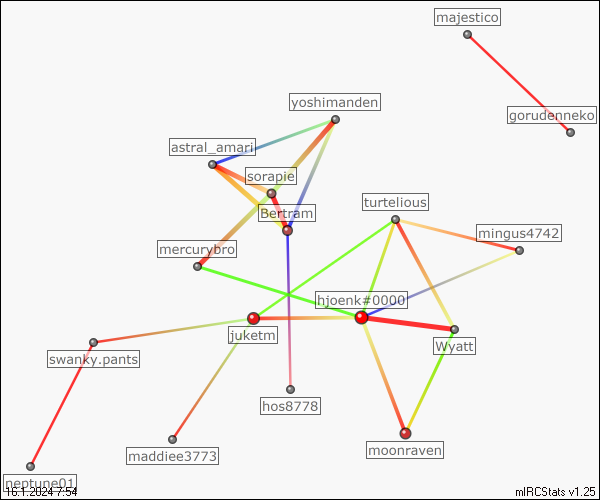 majestico
yoshimanden
gorudenneko
astral_amari
sorapie
turtelious
Bertram
mingus4742
mercurybro
hjoenk#0000
juketm
Wyatt
swanky.pants
hos8778
moonraven
maddiee3773
neptune01
16.1.2024 7:54
mIRCStats v1.25